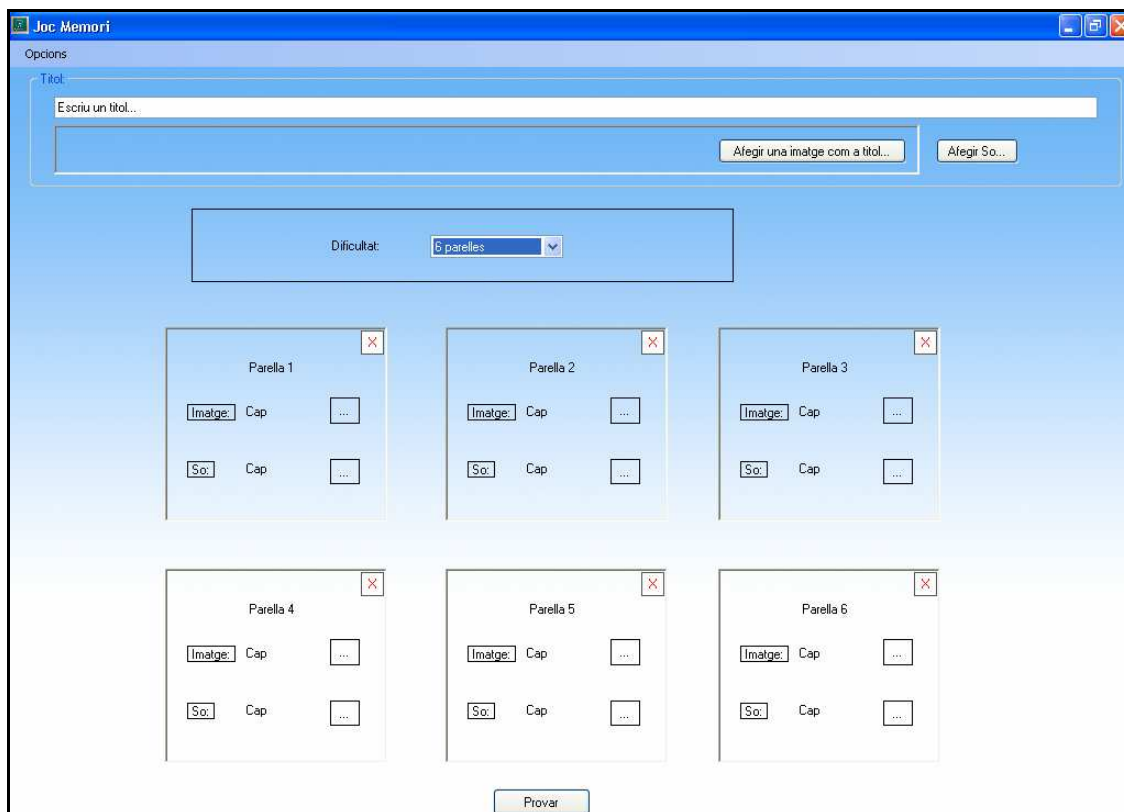 Joc Memori
Opcions
Titol:
Escriu un titol...
Afegir una imatge com a titol... Afegir So...
Dificultat: 6 parelles
X X X
Parella 1 Parella 2 Parella 3
Imatge: Cap ... Imatge: Cap ... Imatge: Cap ...
So: Cap ... So: Cap ... So: Cap ...
X X X
Parella 4 Parella 5 Parella 6
Imatge: Cap ... Imatge: Cap ... Imatge: Cap ...
So: Cap ... So: Cap ... So: Cap ...
Provar